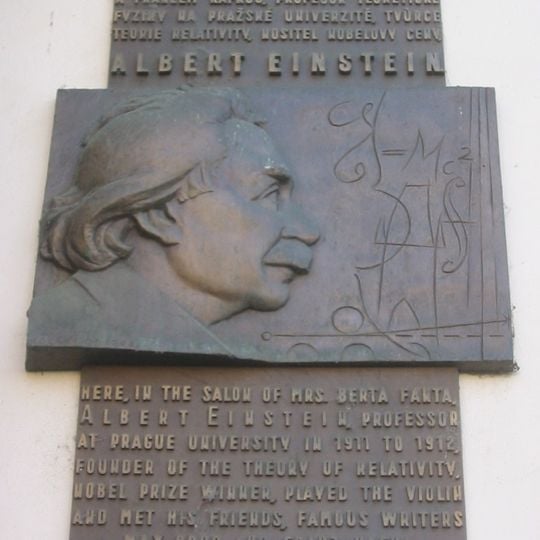 FYZIKY NA PRAŽSKÉ UNIVERZITĚ, TVŮRCE
TEORIE RELATIVITY, NOSITEL NOBELOVY CENY,
ALBERT EINSTEIN
=Mc²
HERE, IN THE SALON OF MRS. BERTA FANTA,
ALBERT EINSTEIN, PROFESSOR
AT PRAGUE UNIVERSITY IN 1911 TO 1912,
FOUNDER OF THE THEORY OF RELATIVITY,
NOBEL PRIZE WINNER, PLAYED THE VIOLIN
AND MET HIS FRIENDS, FAMOUS WRITERS